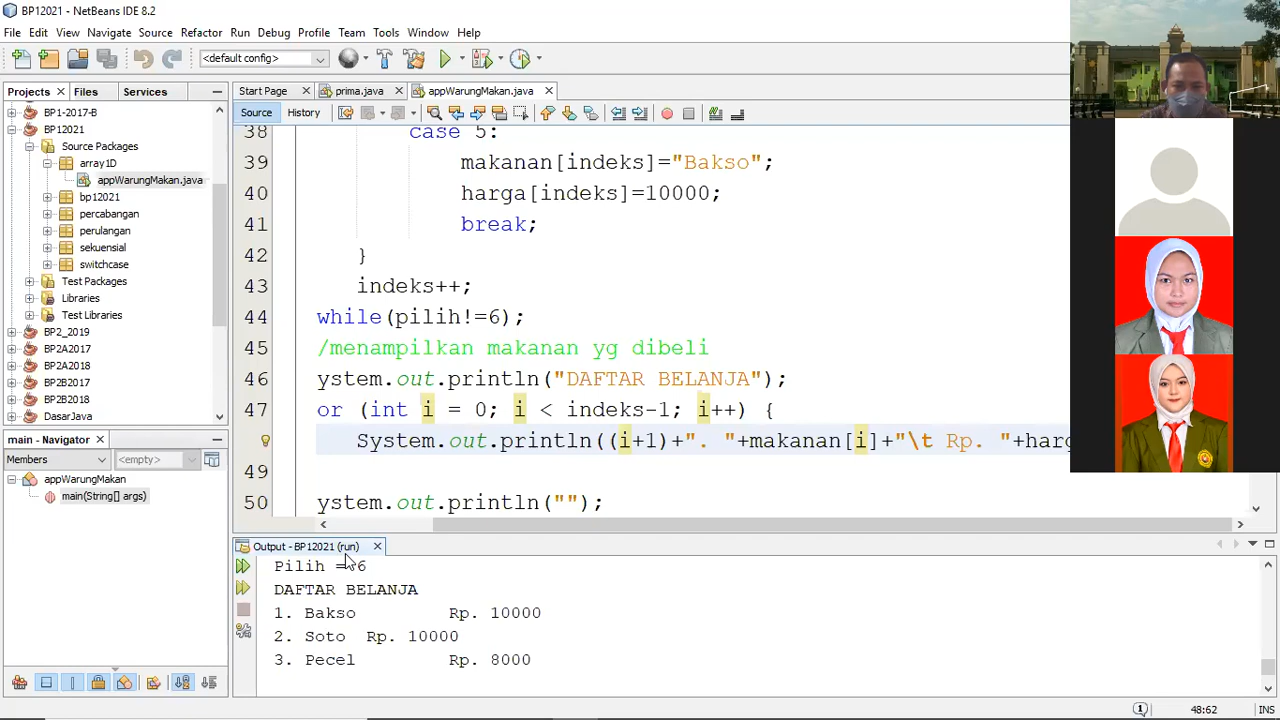 BP12021 - NetBeans IDE 8.2
File Edit View Navigate Source Refactor Run Debug Profile Team Tools Window Help
<default config>
Projects Files Services
Start Page prima.java appWarungMakan.java
Source History
BP1-2017-B
BP12021
Source Packages
array1D
appWarungMakan.java
bp12021
percabangan
perulangan
sekuensial
switchcase
Test Packages
Libraries
Test Libraries
BP2_2019
BP2A2017
BP2A2018
BP2B2017
BP2B2018
DasarJava
38 case 5:
39 makanan[indeks]="Bakso";
40 harga[indeks]=10000;
41 break;
42 }
43 indeks++;
44 while(pilih!=6);
45 /menampilkan makanan yg dibeli
46 ystem.out.println("DAFTAR BELANJA");
47 or (int i = 0; i < indeks-1; i++) {
System.out.println((i+1)+". "+makanan[i]+"\t Rp. "+harg
49
50 ystem.out.println("");
main - Navigator
Members <empty>
appWarungMakan
main(String[] args)
Output - BP12021 (run)
Pilih = 6
DAFTAR BELANJA
1. Bakso Rp. 10000
2. Soto Rp. 10000
3. Pecel Rp. 8000
1 48:62 INS